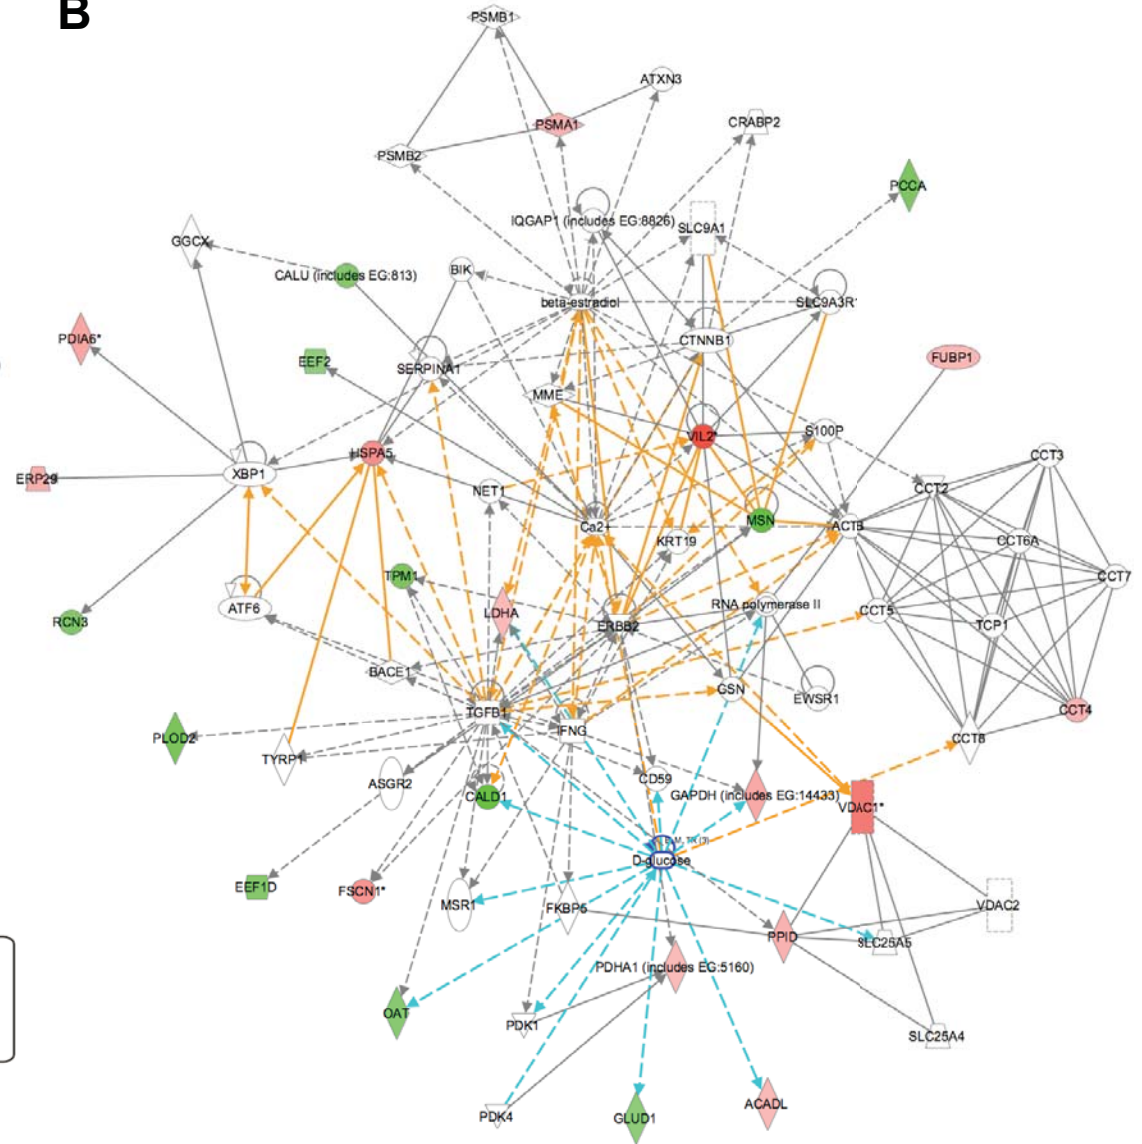 B
PSMB1
ATXN3
PSMA1
CRABP2
PSMB2
PCCA
IQGAP1 (includes EG:8826)
SLC9A1
GGCX
CALU (includes EG:813)
BIK
beta-estradiol
SLC9A3R
PDIA6*
CTNNB1
EEF2
SERPINA1
FUBP1
MME
VIL2*
S100P
HSPA5
CCT3
XBP1
ERP29
NET1
CCT2
Ca2+
MSN
ACTB
KRT19
CCT6A
TPM1
CCT7
ATF6
LDHA
RNA polymerase II
CCT5
RCN3
ERBB2
TCP1
BACE1
GSN
EWSR1
TGFB1
CCT4
PLOD2
IFNG
CCT8
TYRP1
ASGR2
CD59
CALD1
GAPDH (includes EG:14433)
VDAC1*
D-glucose
EEF1D
FSCN1*
MSR1
FKBP5
VDAC2
PPID
SLC25A5
PDHA1 (includes EG:5160)
OAT
PDK1
SLC25A4
PDK4
GLUD1
ACADL